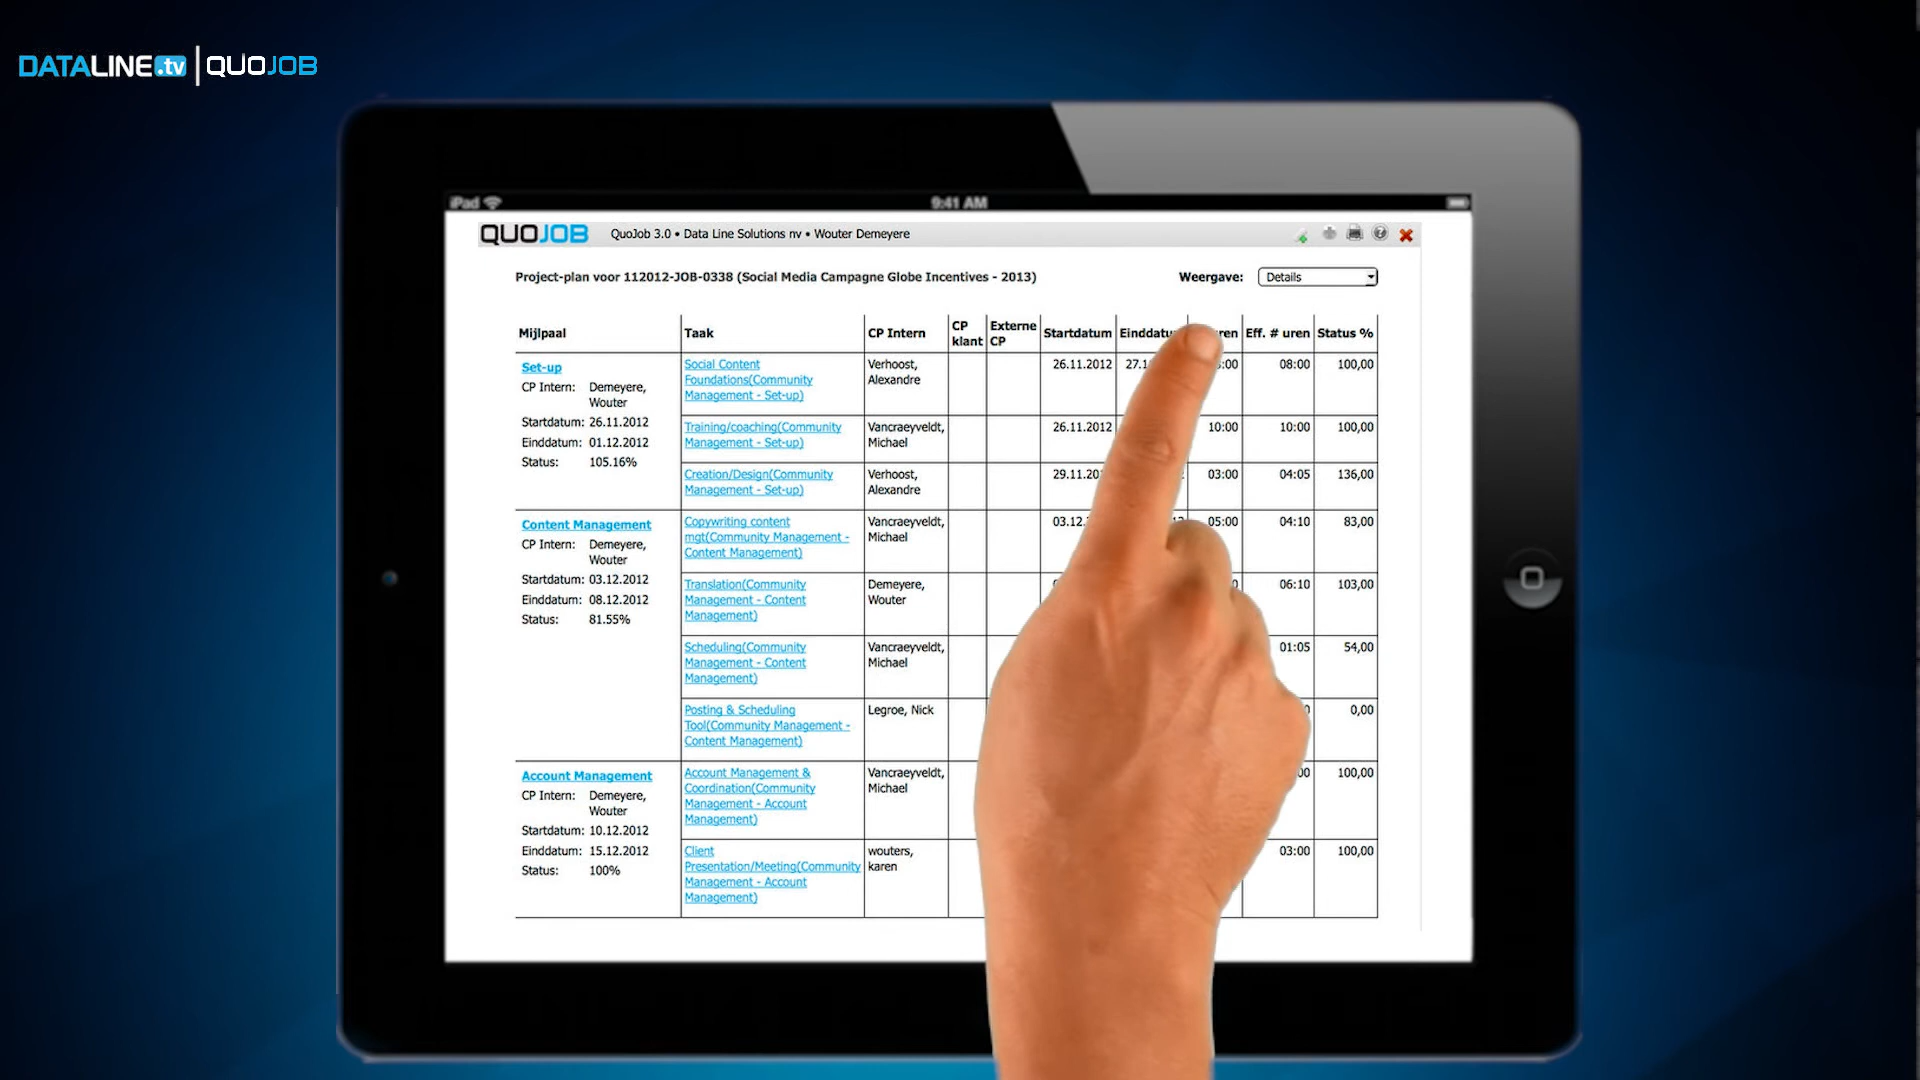 DATALINE.tv | QUOJOB
iPad
9:41 AM
QUOJOB
QuoJob 3.0 • Data Line Solutions nv • Wouter Demeyere
Project-plan voor 112012-JOB-0338 (Social Media Campagne Globe Incentives - 2013)
Weergave: Details
Mijlpaal Taak CP Intern CP klant Externe CP Startdatum Eff. # uren Status %
Set-up
CP Intern: Demeyere,
Wouter
Startdatum: 26.11.2012
Einddatum: 01.12.2012
Status: 105.16%
Social Content
Foundations(Community
Management - Set-up)
Verhoost,
Alexandre
26.11.2012 08:00 100,00
Training/coaching(Community
Management - Set-up)
Vancraeyveldt,
Michael
26.11.2012 10:00 10:00 100,00
Creation/Design(Community
Management - Set-up)
Verhoost,
Alexandre
03:00 04:05 136,00
Content Management
CP Intern: Demeyere,
Wouter
Startdatum: 03.12.2012
Einddatum: 08.12.2012
Status: 81.55%
Copywriting content
mgt(Community Management -
Content Management)
Vancraeyveldt,
Michael
05:00 04:10 83,00
Translation(Community
Management - Content
Management)
Demeyere,
Wouter
06:10 103,00
Scheduling(Community
Management - Content
Management)
Vancraeyveldt,
Michael
01:05 54,00
Posting & Scheduling
Tool(Community Management -
Content Management)
Legroe, Nick
0,00
Account Management
CP Intern: Demeyere,
Wouter
Startdatum: 10.12.2012
Einddatum: 15.12.2012
Status: 100%
Account Management &
Coordination(Community
Management - Account
Management)
Vancraeyveldt,
Michael
100,00
Client
Presentation/Meeting(Community
Management - Account
Management)
wouters,
karen
03:00 100,00